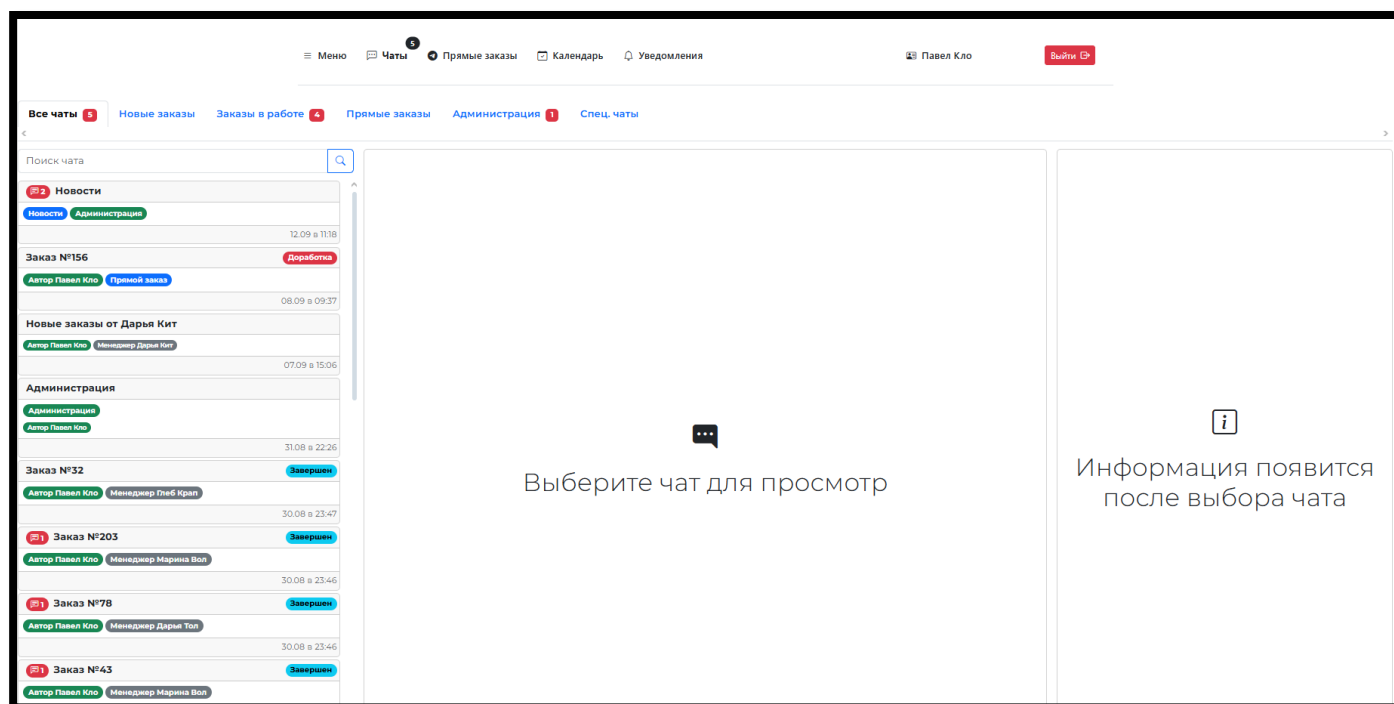 5
Меню Чаты Прямые заказы Календарь Уведомления Павел Кло Выйти
Все чаты 5 Новые заказы Заказы в работе 4 Прямые заказы Администрация 1 Спец. чаты
Поиск чата
2 Новости
Новости Администрация
12.09 в 11:18
Заказ №156 Доработка
Автор Павел Кло Прямой заказ
08.09 в 09:37
Новые заказы от Дарья Кит
Автор Павел Кло Менеджер Дарья Кит
07.09 в 15:06
Администрация
Администрация
Автор Павел Кло
31.08 в 22:26
Заказ №32 Завершен
Автор Павел Кло Менеджер Глеб Крап
30.08 в 23:47
1 Заказ №203 Завершен
Автор Павел Кло Менеджер Марина Вол
30.08 в 23:46
1 Заказ №78 Завершен
Автор Павел Кло Менеджер Дарья Тол
30.08 в 23:46
1 Заказ №43 Завершен
Автор Павел Кло Менеджер Марина Вол
Выберите чат для просмотр
Информация появится
после выбора чата